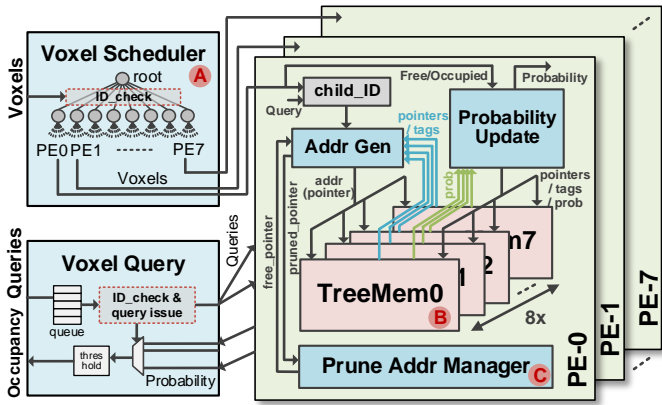 Voxel Scheduler
A
root
ID_check
PE0 PE1 PE7
Voxels
Voxels
Voxel Query
ID_check &
query issue
queue
thres
hold
Probability
Occupancy Queries
Queries
free_pointer
pruned_pointer
Free/Occupied
Probability
child_ID
Query
Addr Gen
pointers
/ tags
Probability
Update
addr
(pointer)
prob
pointers
/ tags
/ prob
m7
2
1
TreeMem0
B
8x
Prune Addr Manager
C
PE-0
PE-1
PE-7